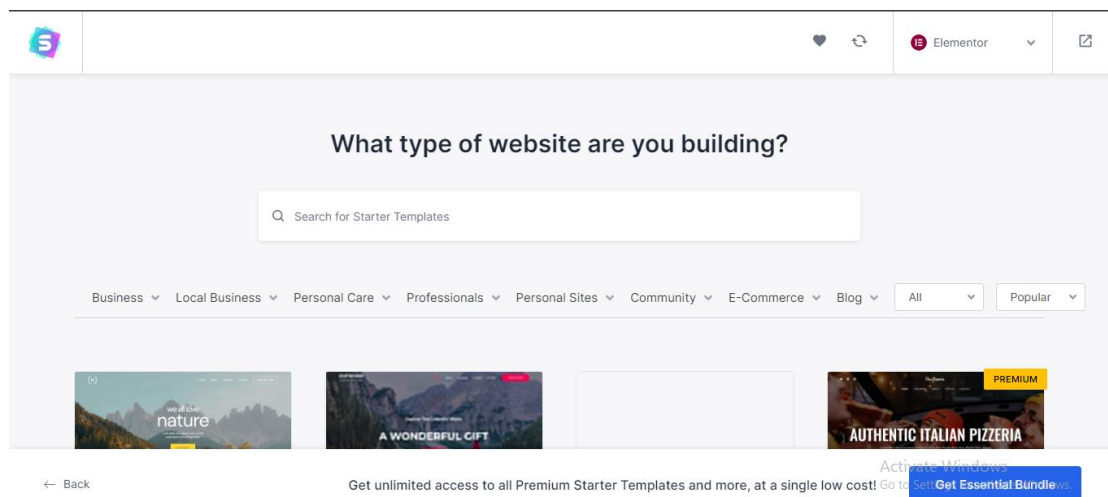 Elementor
What type of website are you building?
Search for Starter Templates
Business Local Business Personal Care Professionals Personal Sites Community E-Commerce Blog All Popular
we all love
nature
A WONDERFUL GIFT
PREMIUM
AUTHENTIC ITALIAN PIZZERIA
Activate Windows
Back
Get unlimited access to all Premium Starter Templates and more, at a single low cost!
Go to
Get Essential Bundle